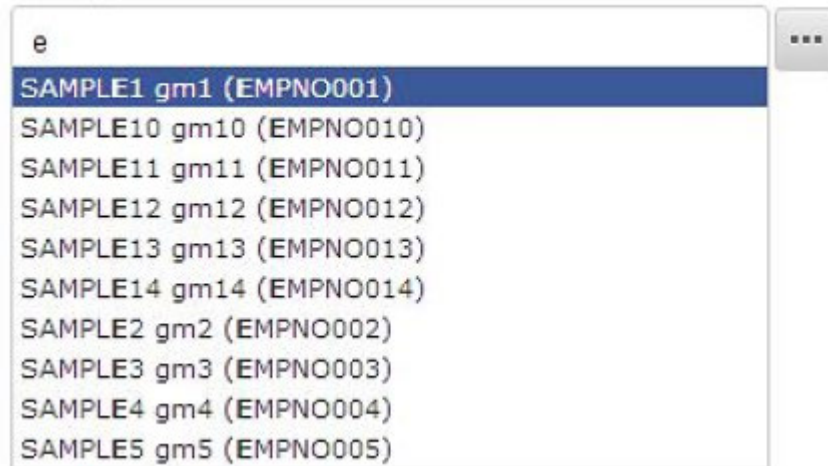 e
SAMPLE1 gm1 (EMPNO001)
SAMPLE10 gm10 (EMPNO010)
SAMPLE11 gm11 (EMPNO011)
SAMPLE12 gm12 (EMPNO012)
SAMPLE13 gm13 (EMPNO013)
SAMPLE14 gm14 (EMPNO014)
SAMPLE2 gm2 (EMPNO002)
SAMPLE3 gm3 (EMPNO003)
SAMPLE4 gm4 (EMPNO004)
SAMPLE5 gm5 (EMPNO005)